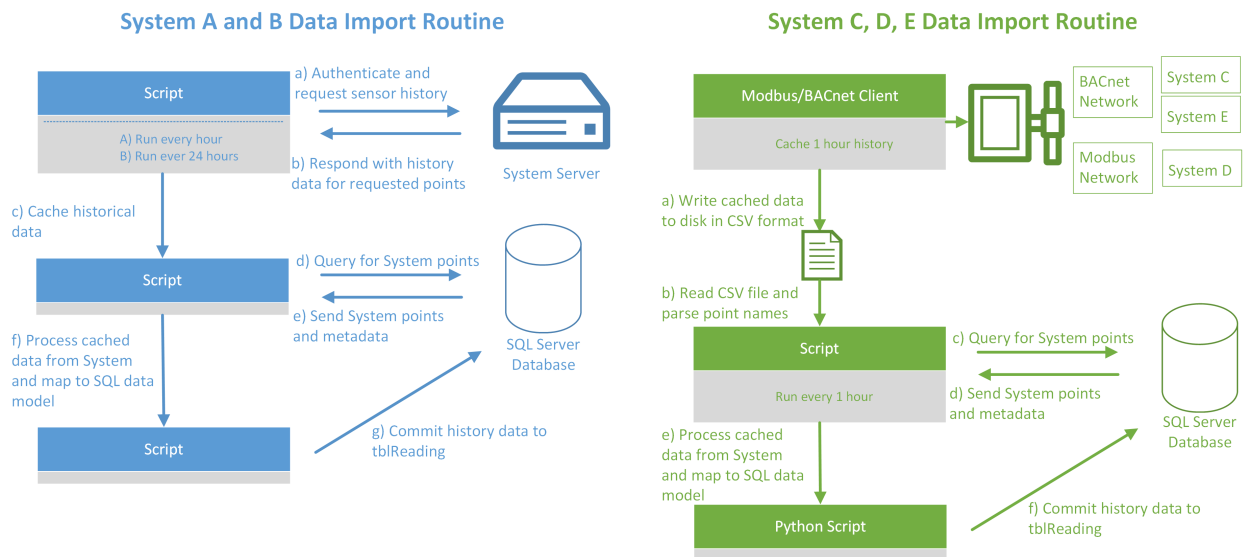 System A and B Data Import Routine
Script
A) Run every hour
B) Run ever 24 hours
a) Authenticate and
request sensor history
b) Respond with history
data for requested points
System Server
c) Cache historical
data
Script
d) Query for System points
e) Send System points
and metadata
SQL Server
Database
f) Process cached
data from System
and map to SQL data
model
Script
g) Commit history data to
tblReading
System C, D, E Data Import Routine
Modbus/BACnet Client
Cache 1 hour history
BACnet
Network
System C
System E
Modbus
Network
System D
a) Write cached data
to disk in CSV format
b) Read CSV file and
parse point names
Script
Run every 1 hour
c) Query for System points
d) Send System points
and metadata
SQL Server
Database
e) Process cached
data from System
and map to SQL data
model
Python Script
f) Commit history data to
tblReading